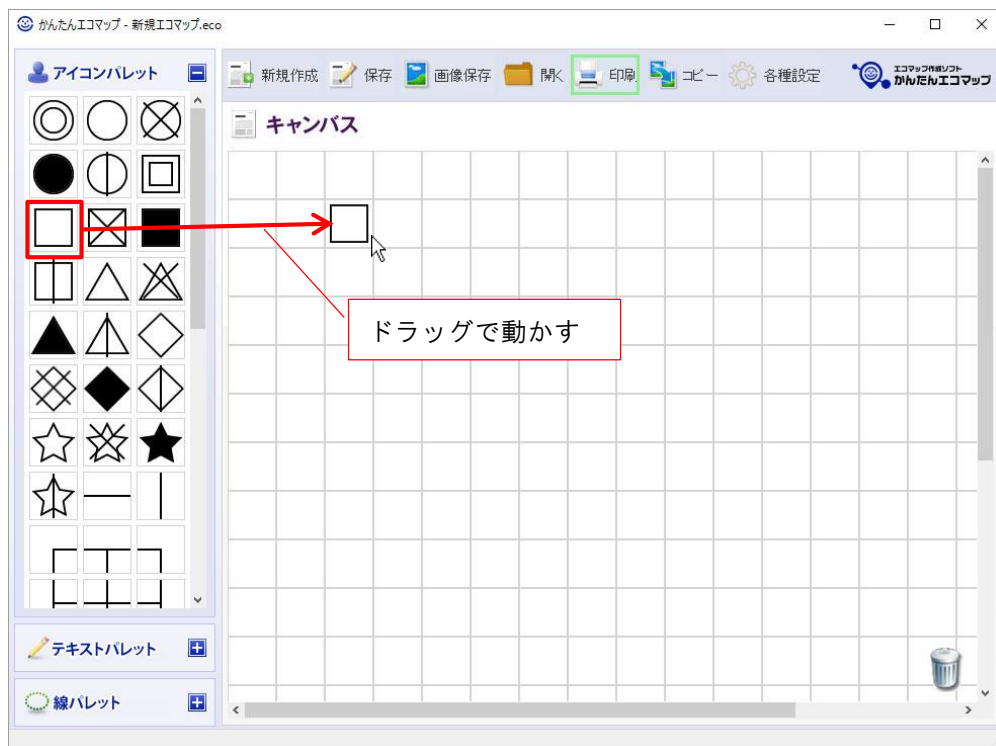 かんたんエコマップ - 新規エコマップ.eco
アイコンパレット
新規作成
保存
画像保存
開く
印刷
コピー
各種設定
エコマップ作成ソフト
かんたんエコマップ
キャンバス
ドラッグで動かす
テキストパレット
線パレット